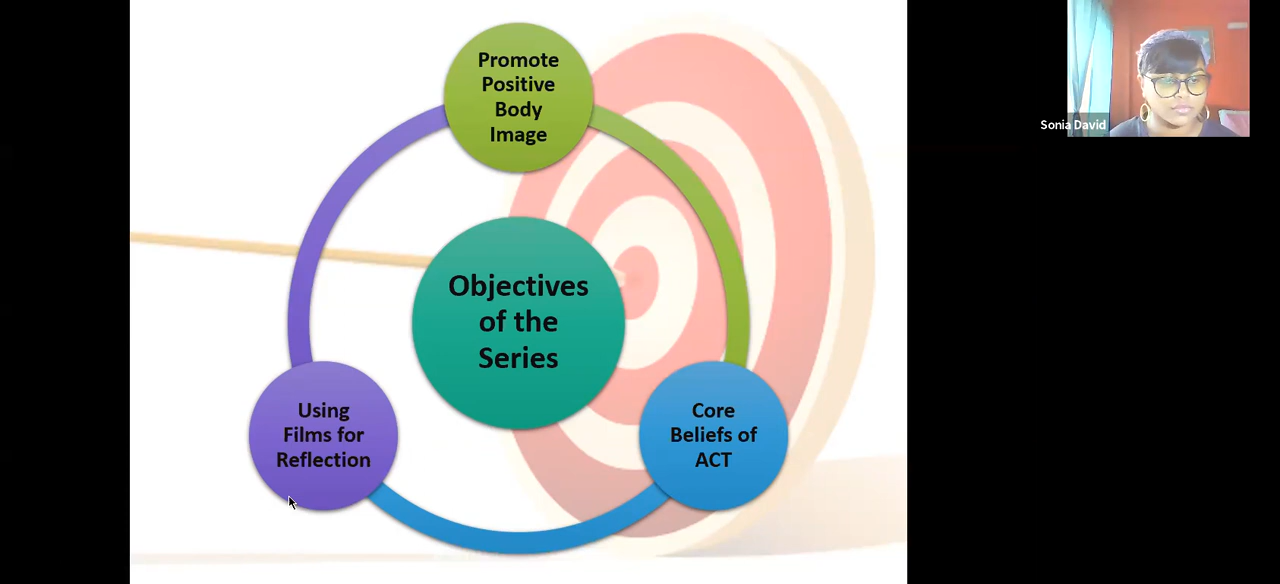 Promote
Positive
Body
Image
Objectives
of the
Series
Using
Films for
Reflection
Core
Beliefs of
ACT
Sonia David